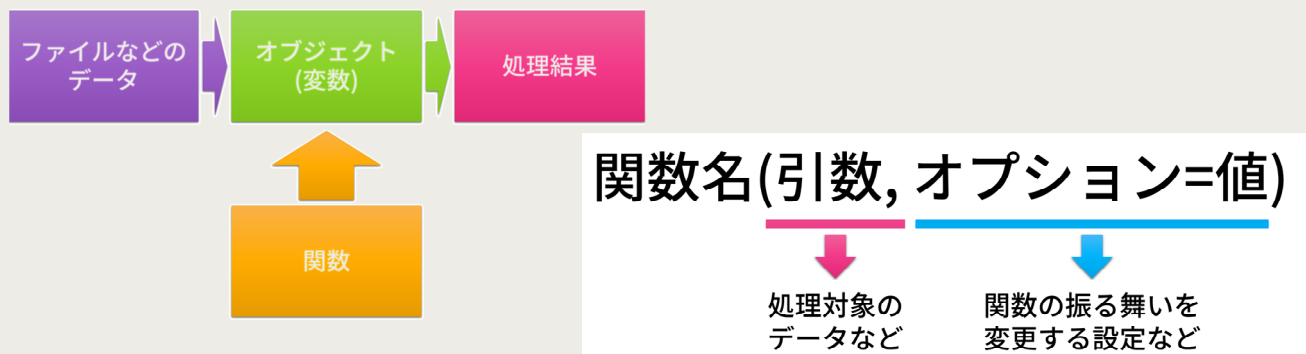 ファイルなどの
データ
オブジェクト
(変数)
処理結果
関数
関数名(引数, オプション=値)
処理対象の
データなど
関数の振る舞いを
変更する設定など